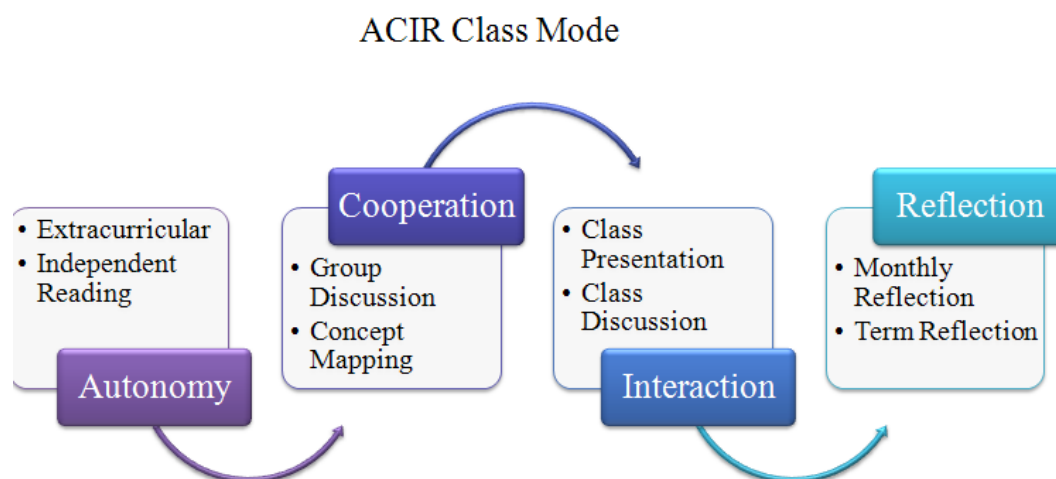 ACIR Class Mode
• Extracurricular
• Independent
Reading
Autonomy
Cooperation
• Group
Discussion
• Concept
Mapping
• Class
Presentation
• Class
Discussion
Interaction
Reflection
• Monthly
Reflection
• Term Reflection